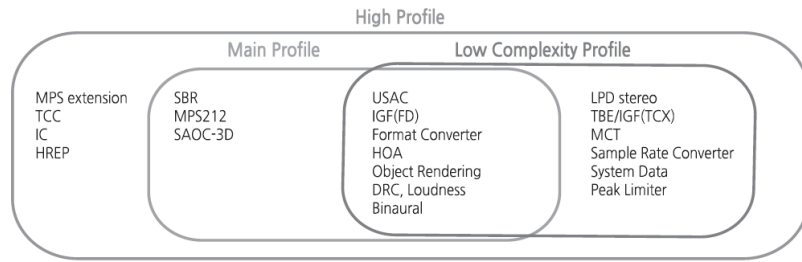 High Profile
Main Profile
Low Complexity Profile
MPS extension
TCC
IC
HREP
SBR
MPS212
SAOC-3D
USAC
IGF(FD)
Format Converter
HOA
Object Rendering
DRC, Loudness
Binaural
LPD stereo
TBE/IGF(TCX)
MCT
Sample Rate Converter
System Data
Peak Limiter